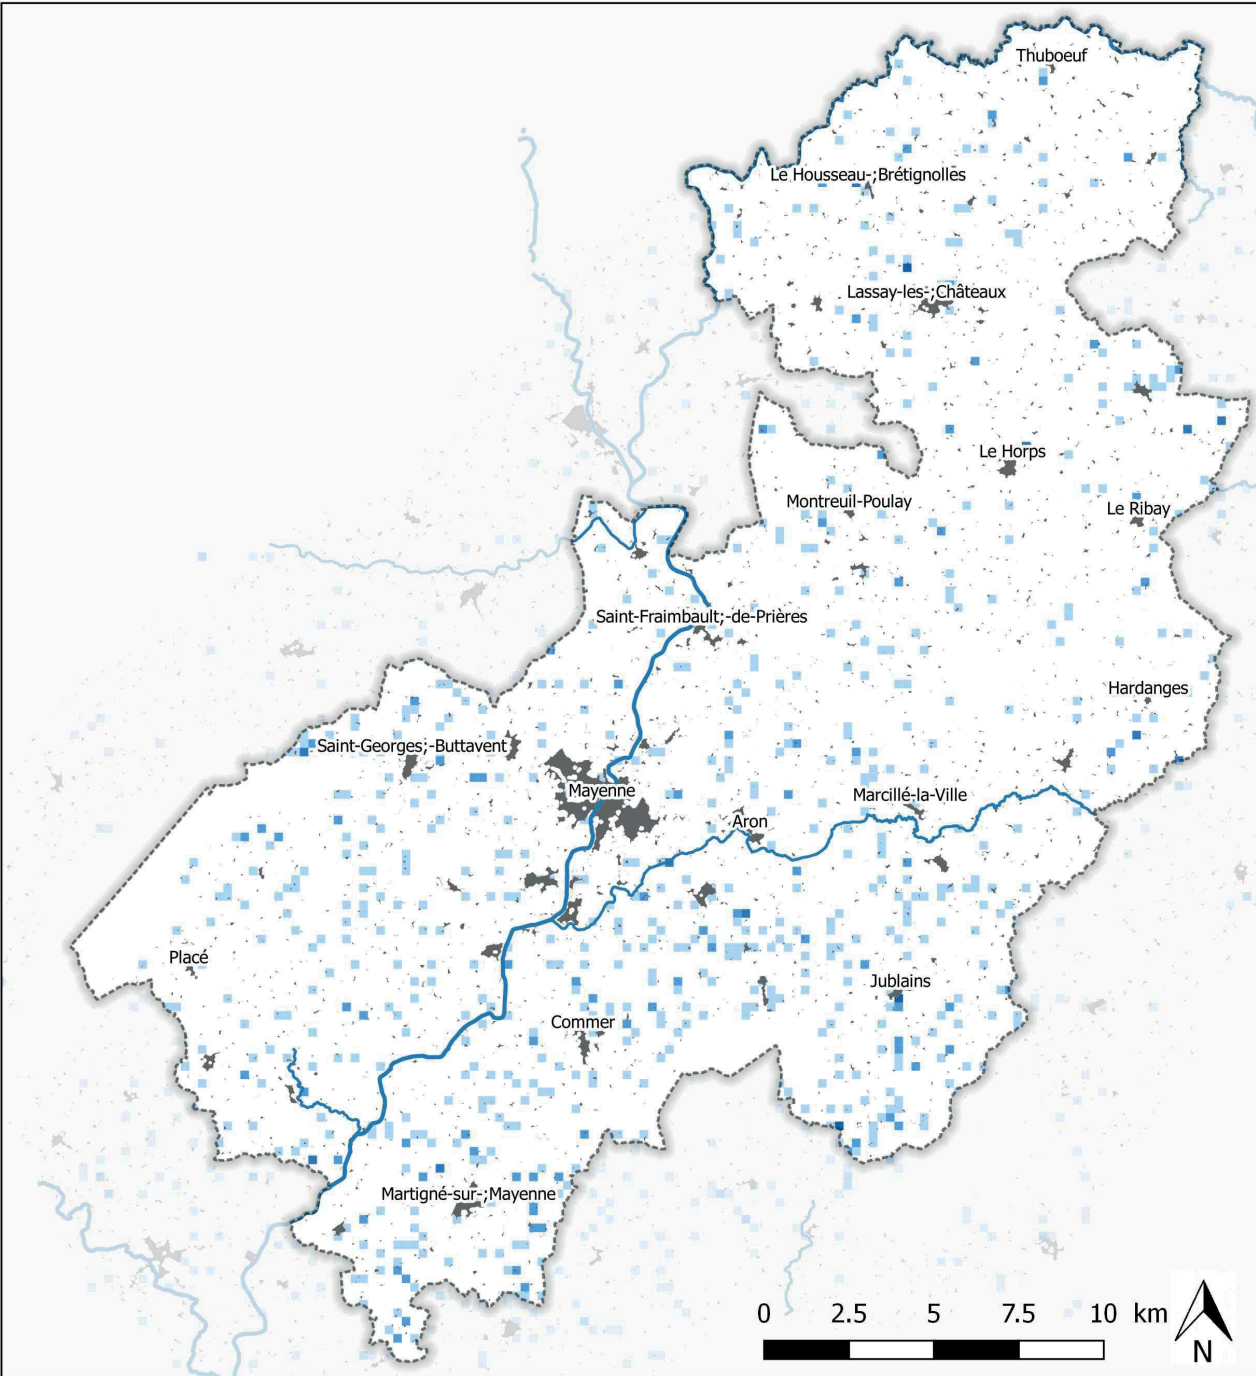 Thuboeuf
Le Housseau-;Brétignolles
Lassay-les-;Châteaux
Le Horps
Montreuil-Poulay
Le Ribay
Saint-Fraimbault;-de-Prières
Hardanges
Saint-Georges;-Buttavent
Mayenne
Marcillé-la-Ville
Aron
Placé
Jublains
Commer
Martigné-sur-;Mayenne
0 2.5 5 7.5 10 km
N